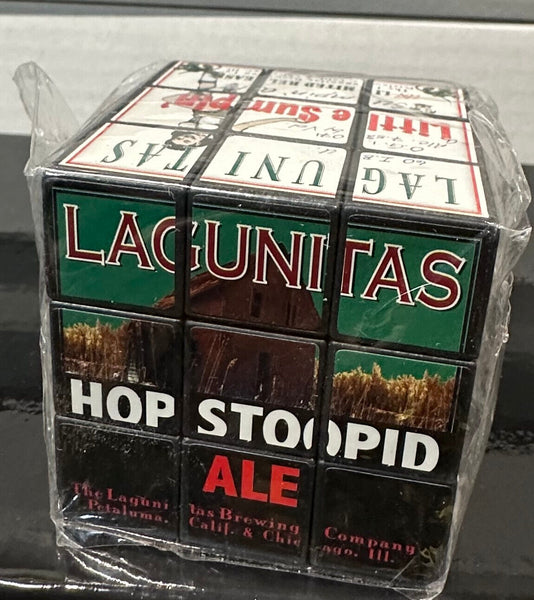 LAGUNITAS
Little Sumpin'
LAGUNITAS
HOP STOOPID
ALE
The Lagunitas Brewing Company
Petaluma, Calif. & Chicago, Ill.